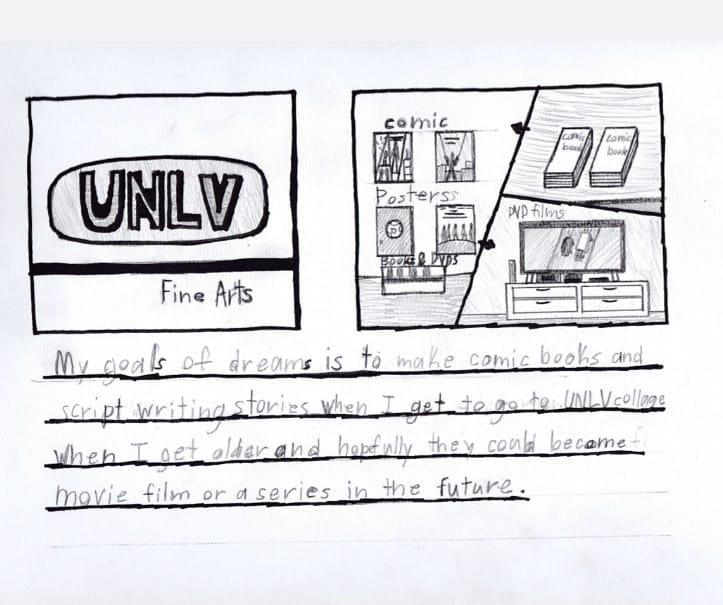 UNLV
Fine Arts
comic
Posterss
Books & DVDS
comic
book
comic
book
DVD films
My goals of dreams is to make comic books and
script writing stories when I get to go to UNLV collage
when I get older and hopfully they could become
movie film or a series in the future.